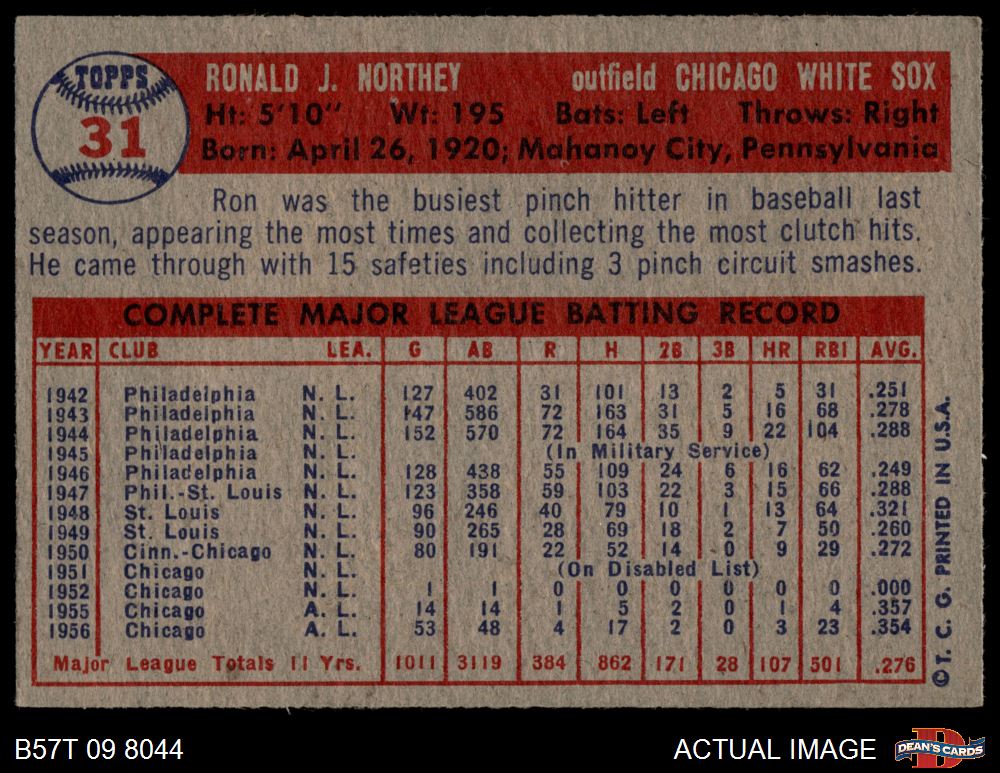 TOPPS
31
RONALD J. NORTHEY outfield CHICAGO WHITE SOX
Ht: 5'10" Wt: 195 Bats: Left Throws: Right
Born: April 26, 1920; Mahanoy City, Pennsylvania
Ron was the busiest pinch hitter in baseball last
season, appearing the most times and collecting the most clutch hits.
He came through with 15 safeties including 3 pinch circuit smashes.
COMPLETE MAJOR LEAGUE BATTING RECORD
YEAR CLUB LEA. G AB R H 2B 3B HR RBI AVG.
1942 Philadelphia N. L. 127 402 31 101 13 2 5 31 .251
1943 Philadelphia N. L. 147 586 72 163 31 5 16 68 .278
1944 Philadelphia N. L. 152 570 72 164 35 9 22 104 .288
1945 Philadelphia N. L. (In Military Service)
1946 Philadelphia N. L. 128 438 55 109 24 6 16 62 .249
1947 Phil.-St. Louis N. L. 123 358 59 103 22 3 15 66 .288
1948 St. Louis N. L. 96 246 40 79 10 1 13 64 .321
1949 St. Louis N. L. 90 265 28 69 18 2 7 50 .260
1950 Cinn.-Chicago N. L. 80 191 22 52 14 0 9 29 .272
1951 Chicago N. L. (On Disabled List)
1952 Chicago N. L. 1 1 0 0 0 0 0 0 .000
1955 Chicago A. L. 14 14 1 5 2 0 1 4 .357
1956 Chicago A. L. 53 48 4 17 2 0 3 23 .354
Major League Totals 11 Yrs. 1011 3119 384 862 171 28 107 501 .276
© T. C. G. PRINTED IN U.S.A.
B57T 09 8044
ACTUAL IMAGE
D
DEAN'S CARDS